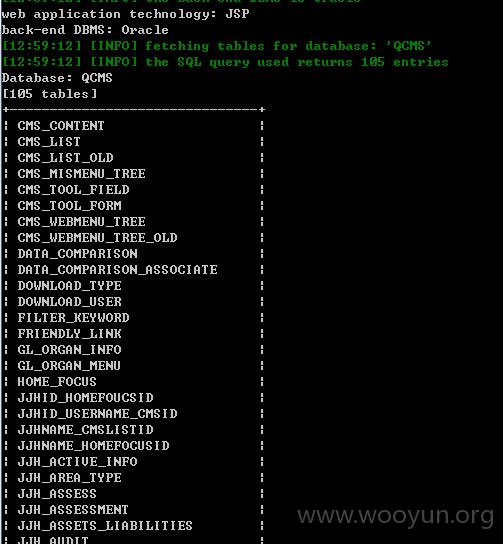 web application technology: JSP
back-end DBMS: Oracle
[12:59:12] [INFO] fetching tables for database: 'QCMS'
[12:59:12] [INFO] the SQL query used returns 105 entries
Database: QCMS
[105 tables]
+--------------------------------+
| CMS_CONTENT |
| CMS_LIST |
| CMS_LIST_OLD |
| CMS_MISMENU_TREE |
| CMS_TOOL_FIELD |
| CMS_TOOL_FORM |
| CMS_WEBMENU_TREE |
| CMS_WEBMENU_TREE_OLD |
| DATA_COMPARISON |
| DATA_COMPARISON_ASSOCIATE |
| DOWNLOAD_TYPE |
| DOWNLOAD_USER |
| FILTER_KEYWORD |
| FRIENDLY_LINK |
| GL_ORGAN_INFO |
| GL_ORGAN_MENU |
| HOME_FOCUS |
| JJHID_HOMEFOUCSID |
| JJHID_USERNAME_CMSID |
| JJHNAME_CMSLISTID |
| JJHNAME_HOMEFOCUSID |
| JJH_ACTIVE_INFO |
| JJH_AREA_TYPE |
| JJH_ASSESS |
| JJH_ASSESSMENT |
| JJH_ASSETS_LIABILITIES |
| JJH_AUDIT |
www.wooyun.org